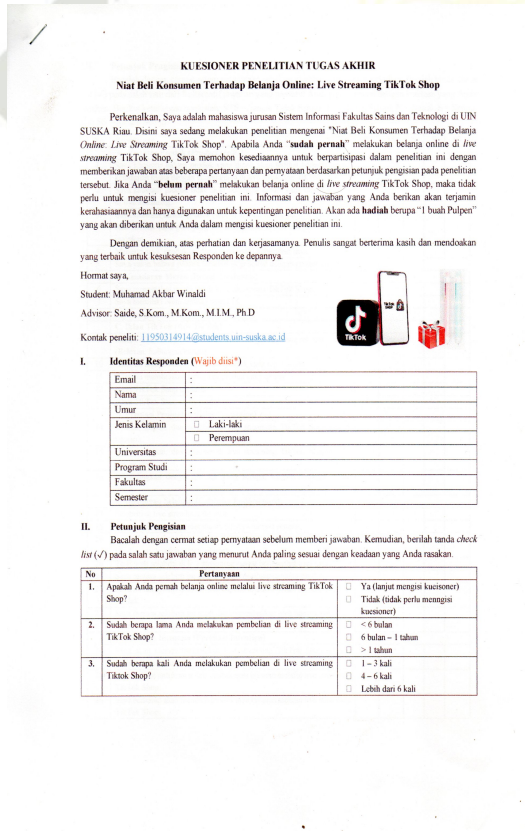 KUESIONER PENELITIAN TUGAS AKHIR
Niat Beli Konsumen Terhadap Belanja Online: Live Streaming TikTok Shop
Perkenalkan, Saya adalah mahasiswa jurusan Sistem Informasi Fakultas Sains dan Teknologi di UIN
SUSKA Riau. Disini saya sedang melakukan penelitian mengenai "Niat Beli Konsumen Terhadap Belanja
Online: Live Streaming TikTok Shop". Apabila Anda "sudah pernah" melakukan belanja online di live
streaming TikTok Shop, Saya memohon kesediaannya untuk berpartisipasi dalam penelitian ini dengan
memberikan jawaban atas beberapa pertanyaan dan pernyataan berdasarkan petunjuk pengisian pada penelitian
tersebut. Jika Anda "belum pernah" melakukan belanja online di live streaming TikTok Shop, maka tidak
perlu untuk mengisi kuesioner penelitian ini. Informasi dan jawaban yang Anda berikan akan terjamin
kerahasiaannya dan hanya digunakan untuk kepentingan penelitian. Akan ada hadiah berupa "1 buah Pulpen"
yang akan diberikan untuk Anda dalam mengisi kuesioner penelitian ini.
Dengan demikian, atas perhatian dan kerjasamanya. Penulis sangat berterima kasih dan mendoakan
yang terbaik untuk kesuksesan Responden ke depannya.
Hormat saya,
Student: Muhamad Akbar Winaldi
Advisor: Saide, S.Kom., M.Kom., M.I.M., Ph.D
Kontak peneliti: 11950314914@students.uin-suska.ac.id
TikTok
I. Identitas Responden (Wajib diisi*)
Email :
Nama :
Umur :
Jenis Kelamin □ Laki-laki
□ Perempuan
Universitas :
Program Studi :
Fakultas :
Semester :
II. Petunjuk Pengisian
Bacalah dengan cermat setiap pernyataan sebelum memberi jawaban. Kemudian, berilah tanda check
list (√) pada salah satu jawaban yang menurut Anda paling sesuai dengan keadaan yang Anda rasakan.
No Pertanyaan
1. Apakah Anda pernah belanja online melalui live streaming TikTok □ Ya (lanjut mengisi kueisoner)
Shop? □ Tidak (tidak perlu menngisi
kuesioner)
2. Sudah berapa lama Anda melakukan pembelian di live streaming □ < 6 bulan
TikTok Shop? □ 6 bulan – 1 tahun
□ > 1 tahun
3. Sudah berapa kali Anda melakukan pembelian di live streaming □ 1 – 3 kali
Tiktok Shop? □ 4 – 6 kali
□ Lebih dari 6 kali